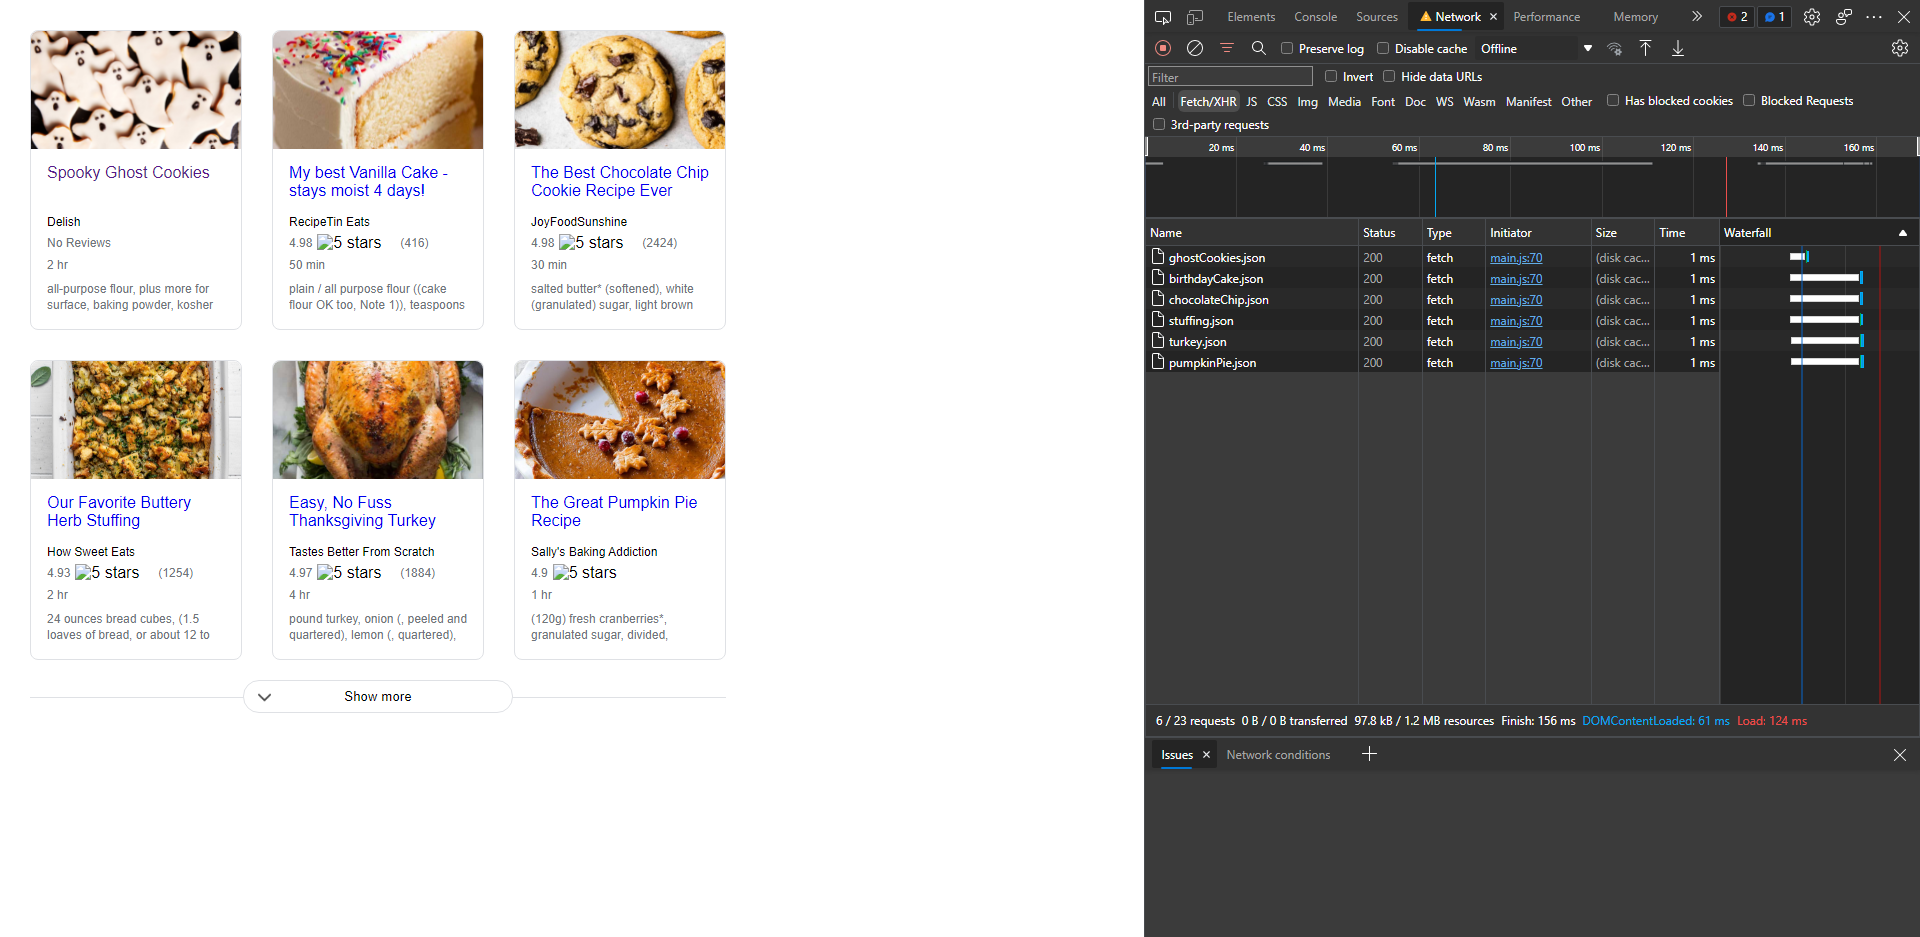 Spooky Ghost Cookies
Delish
No Reviews
2 hr
all-purpose flour, plus more for
surface, baking powder, kosher
My best Vanilla Cake -
stays moist 4 days!
RecipeTin Eats
4.98 5 stars (416)
50 min
plain / all purpose flour ((cake
flour OK too, Note 1)), teaspoons
The Best Chocolate Chip
Cookie Recipe Ever
JoyFoodSunshine
4.98 5 stars (2424)
30 min
salted butter* (softened), white
(granulated) sugar, light brown
Our Favorite Buttery
Herb Stuffing
How Sweet Eats
4.93 5 stars (1254)
2 hr
24 ounces bread cubes, (1.5
loaves of bread, or about 12 to
Easy, No Fuss
Thanksgiving Turkey
Tastes Better From Scratch
4.97 5 stars (1884)
4 hr
pound turkey, onion (, peeled and
quartered), lemon (, quartered),
The Great Pumpkin Pie
Recipe
Sally's Baking Addiction
4.9 5 stars
1 hr
(120g) fresh cranberries*,
granulated sugar, divided,
Show more
Elements Console Sources Network Performance Memory 2 1
Preserve log Disable cache Offline
Filter Invert Hide data URLs
All Fetch/XHR JS CSS Img Media Font Doc WS Wasm Manifest Other Has blocked cookies Blocked Requests
3rd-party requests
20 ms 40 ms 60 ms 80 ms 100 ms 120 ms 140 ms 160 ms
Name Status Type Initiator Size Time Waterfall
ghostCookies.json 200 fetch main.js:70 (disk cac... 1 ms
birthdayCake.json 200 fetch main.js:70 (disk cac... 1 ms
chocolateChip.json 200 fetch main.js:70 (disk cac... 1 ms
stuffing.json 200 fetch main.js:70 (disk cac... 1 ms
turkey.json 200 fetch main.js:70 (disk cac... 1 ms
pumpkinPie.json 200 fetch main.js:70 (disk cac... 1 ms
6 / 23 requests 0 B / 0 B transferred 97.8 kB / 1.2 MB resources Finish: 156 ms DOMContentLoaded: 61 ms Load: 124 ms
Issues Network conditions